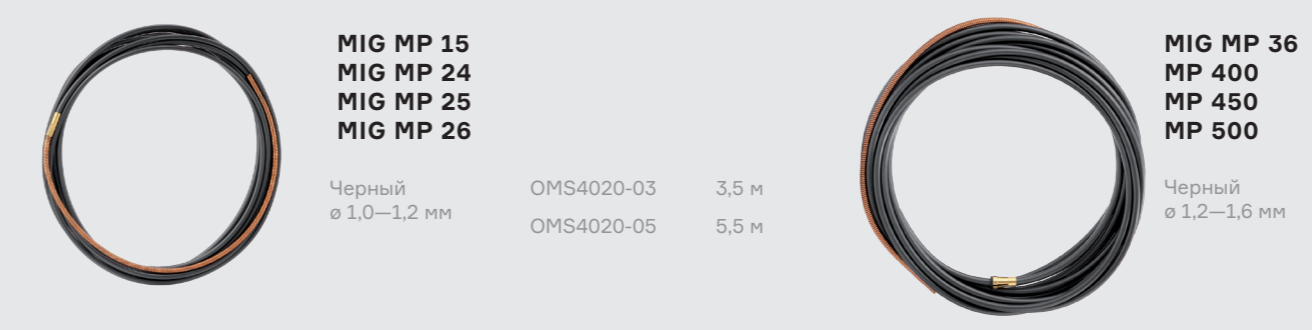 MIG MP 15
MIG MP 24
MIG MP 25
MIG MP 26
Черный
ø 1,0—1,2 мм
OMS4020-03 3,5 м
OMS4020-05 5,5 м
MIG MP 36
MP 400
MP 450
MP 500
Черный
ø 1,2—1,6 мм